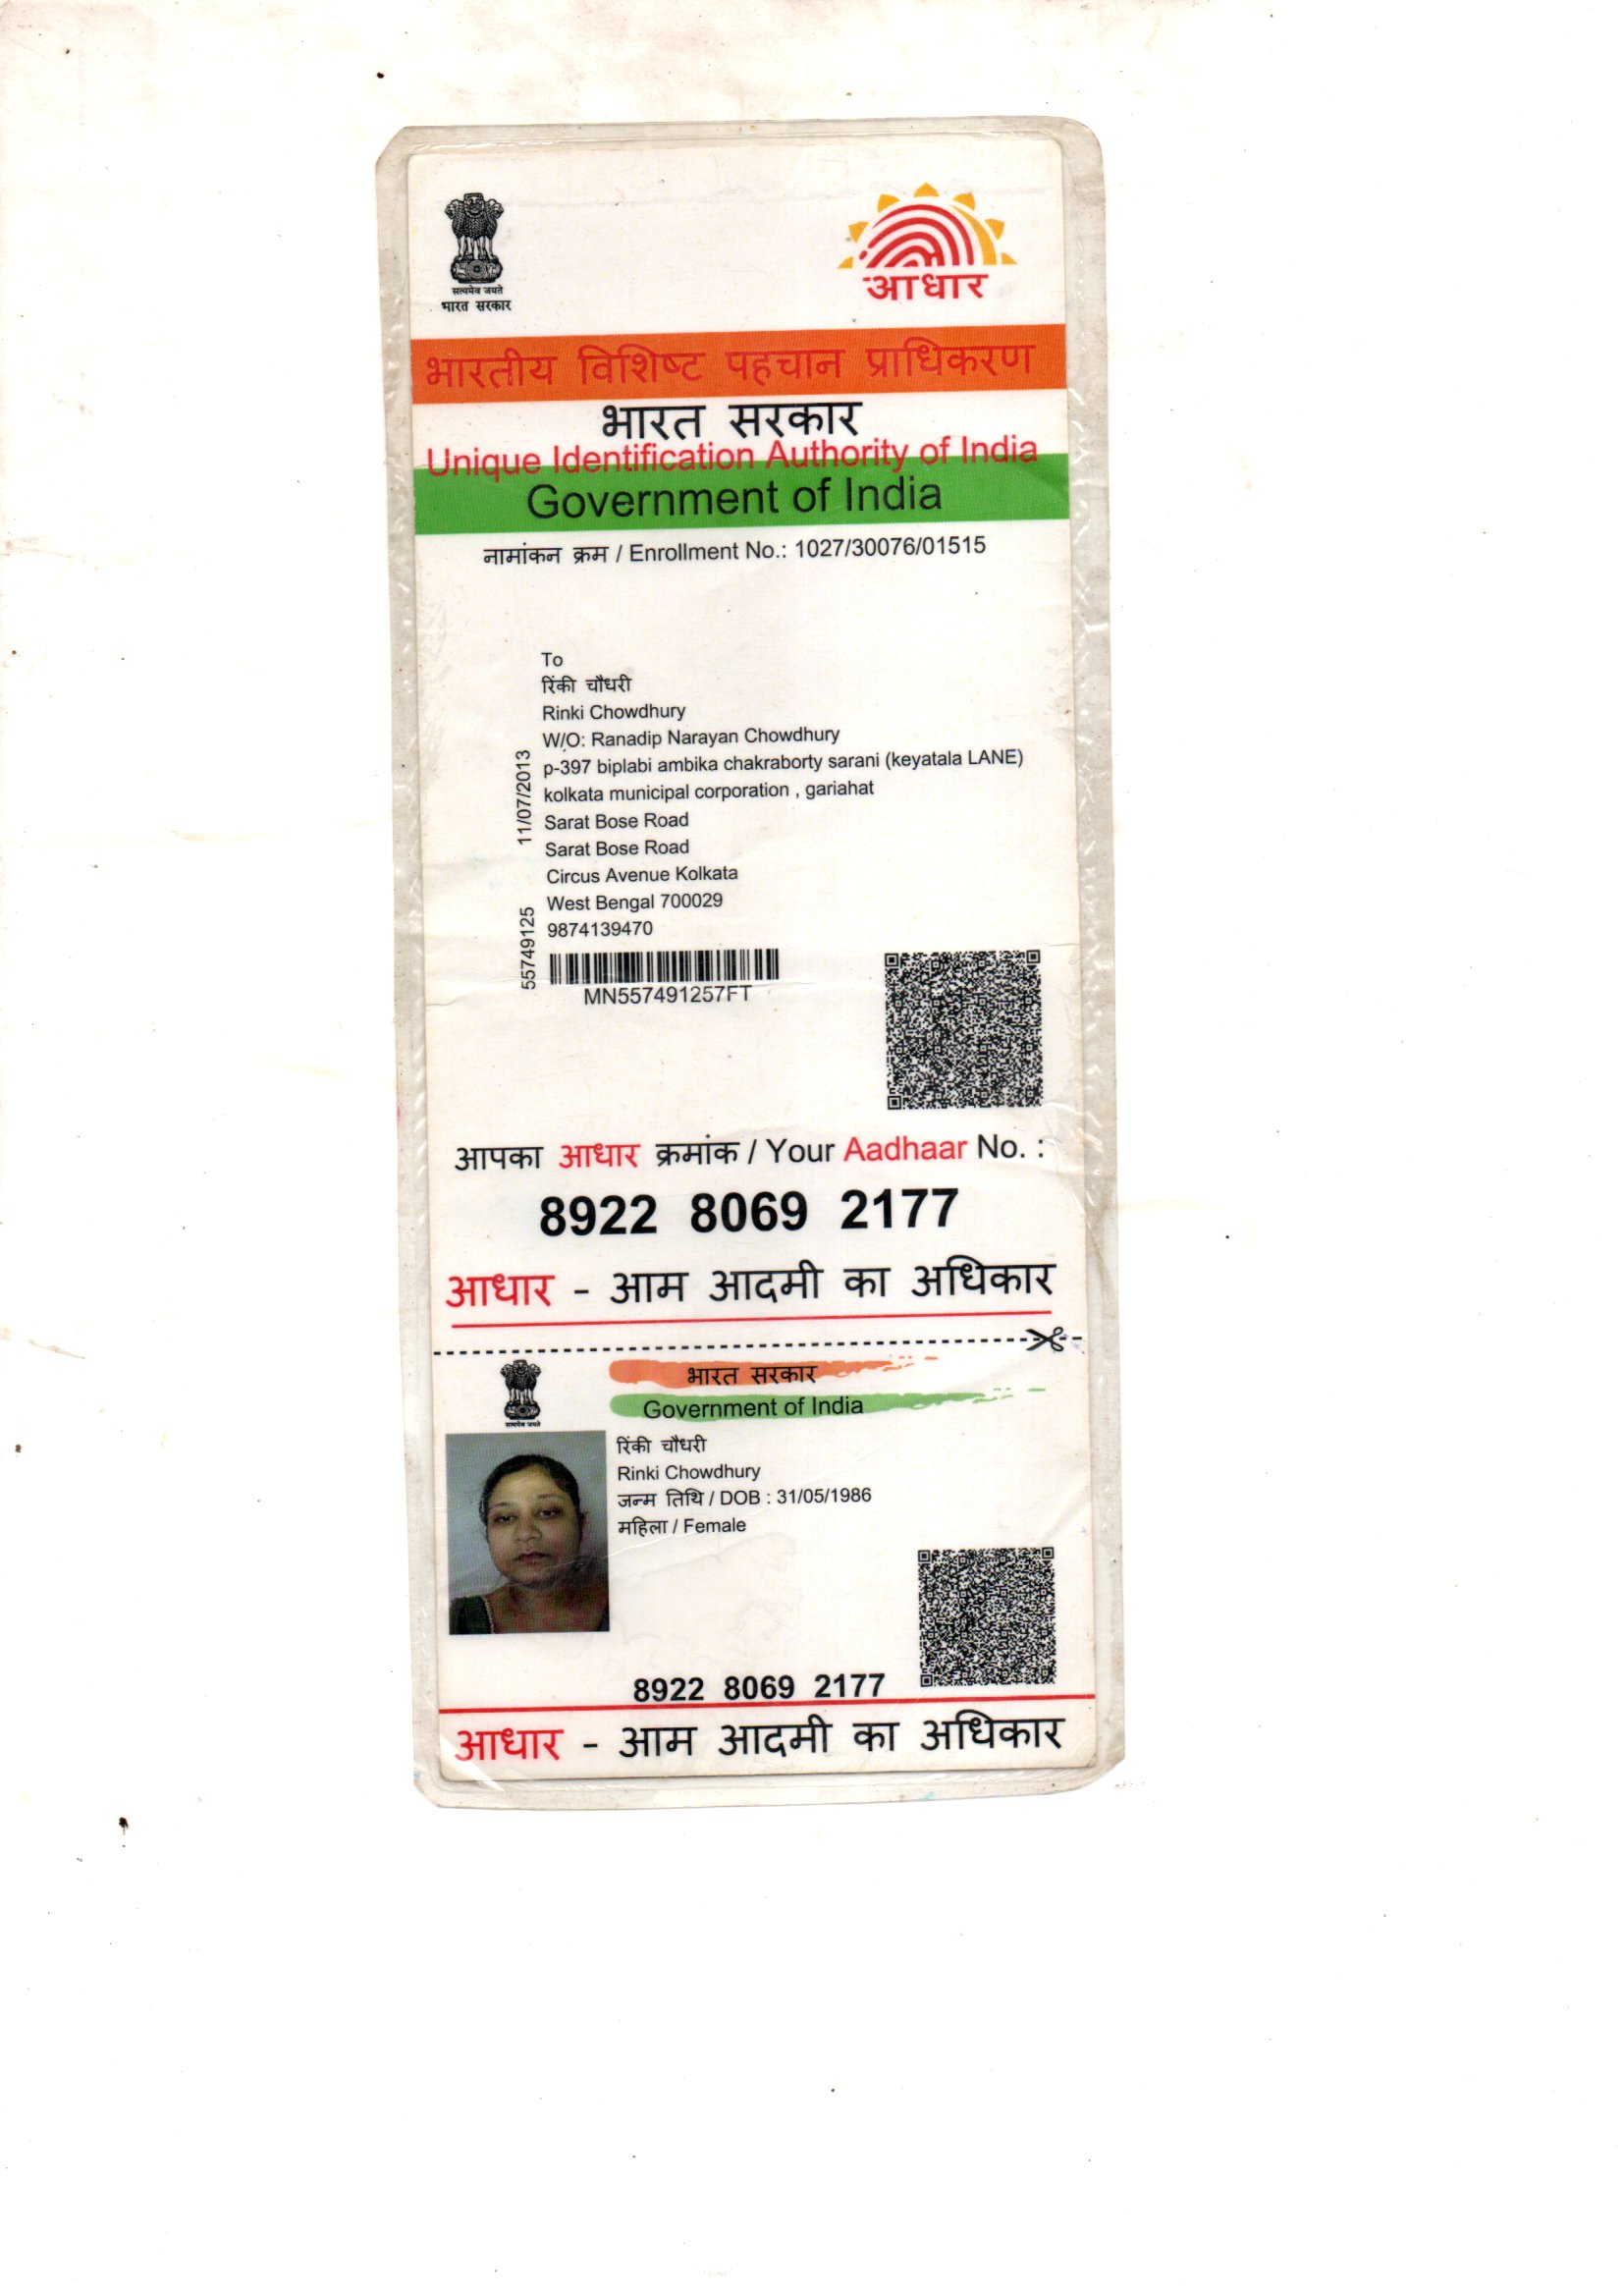 सत्यमेव जयते
भारत सरकार
आधार
भारतीय विशिष्ट पहचान प्राधिकरण
भारत सरकार
Unique Identification Authority of India
Government of India
नामांकन क्रम / Enrollment No.: 1027/30076/01515
To
रिंकी चौधरी
Rinki Chowdhury
W/O: Ranadip Narayan Chowdhury
p-397 biplabi ambika chakraborty sarani (keyatala LANE)
kolkata municipal corporation , gariahat
Sarat Bose Road
Sarat Bose Road
Circus Avenue Kolkata
West Bengal 700029
9874139470
11/07/2013
55749125
MN557491257FT
आपका आधार क्रमांक / Your Aadhaar No. :
8922 8069 2177
आधार - आम आदमी का अधिकार
सत्यमेव जयते
भारत सरकार
Government of India
रिंकी चौधरी
Rinki Chowdhury
जन्म तिथि / DOB : 31/05/1986
महिला / Female
8922 8069 2177
आधार - आम आदमी का अधिकार